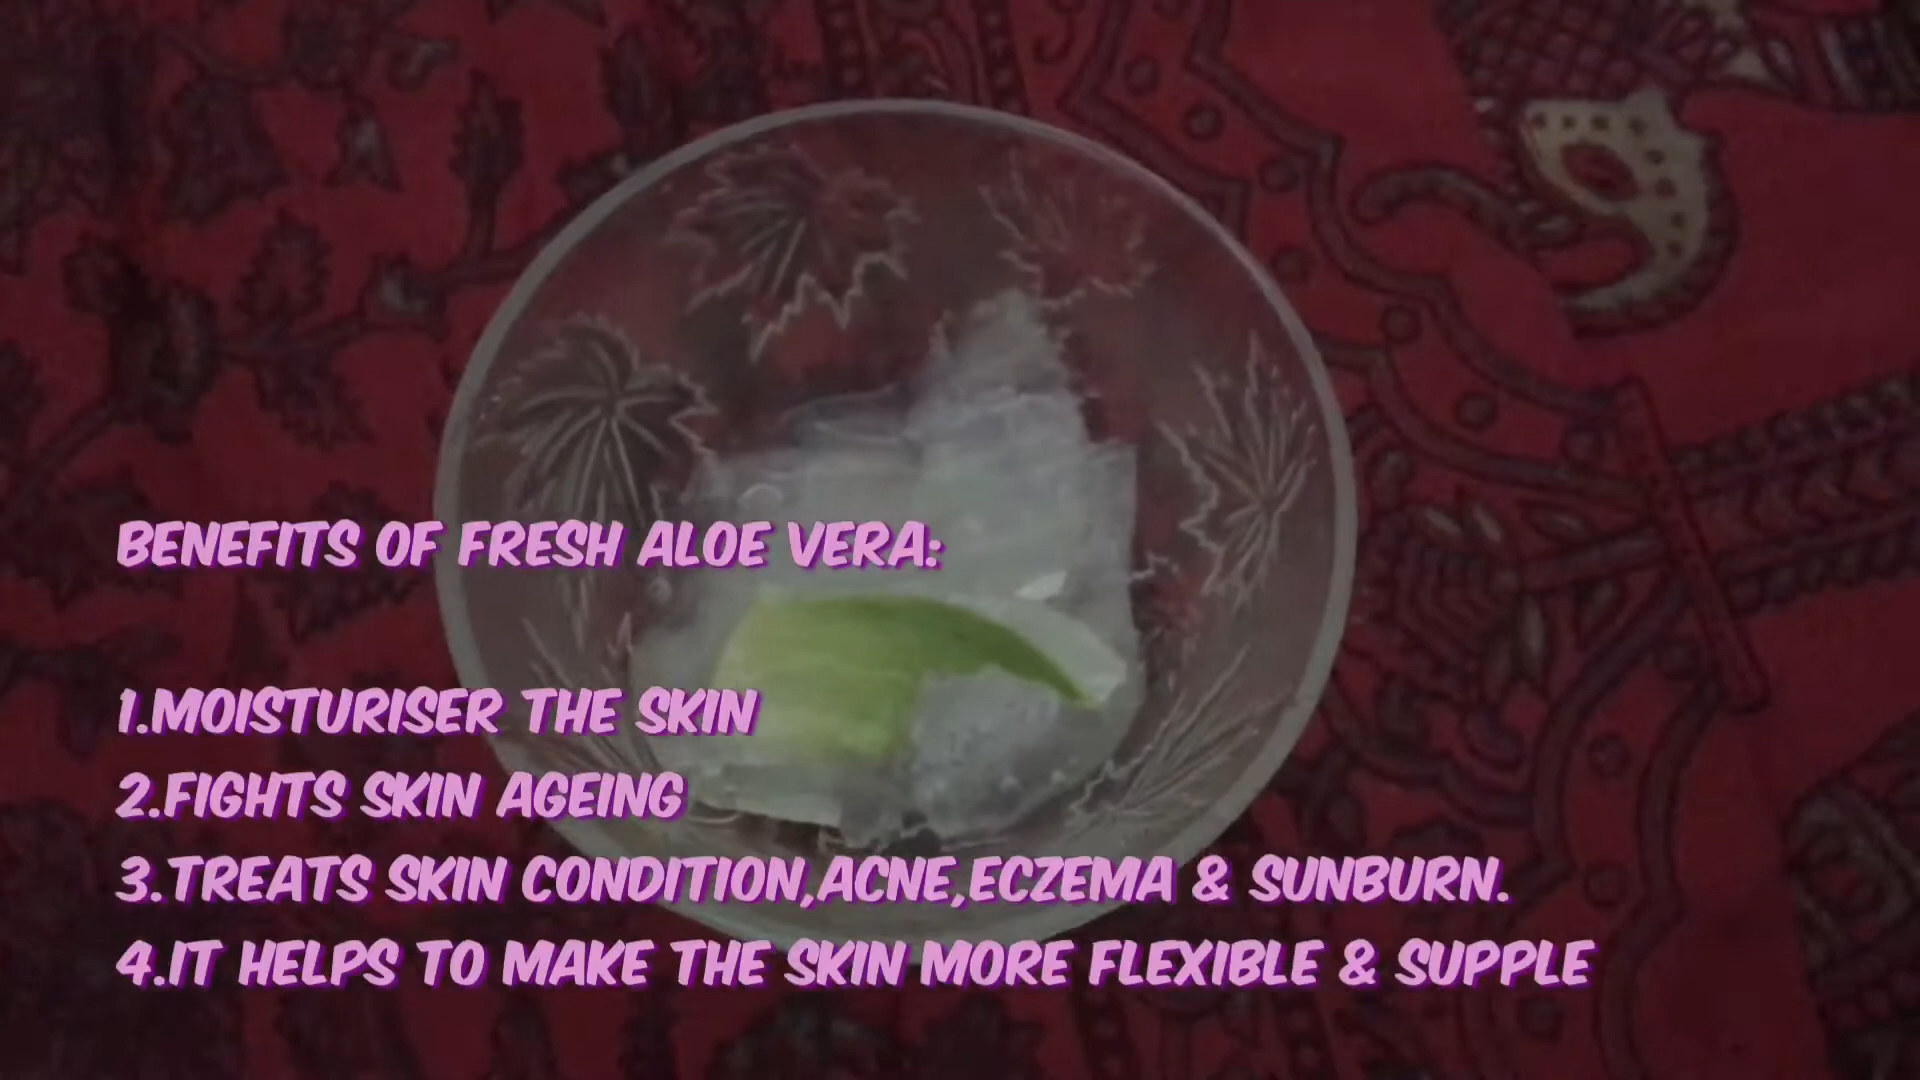 BENEFITS OF FRESH ALOE VERA:
1.MOISTURISER THE SKIN
2.FIGHTS SKIN AGEING
3.TREATS SKIN CONDITION,ACNE,ECZEMA & SUNBURN.
4.IT HELPS TO MAKE THE SKIN MORE FLEXIBLE & SUPPLE